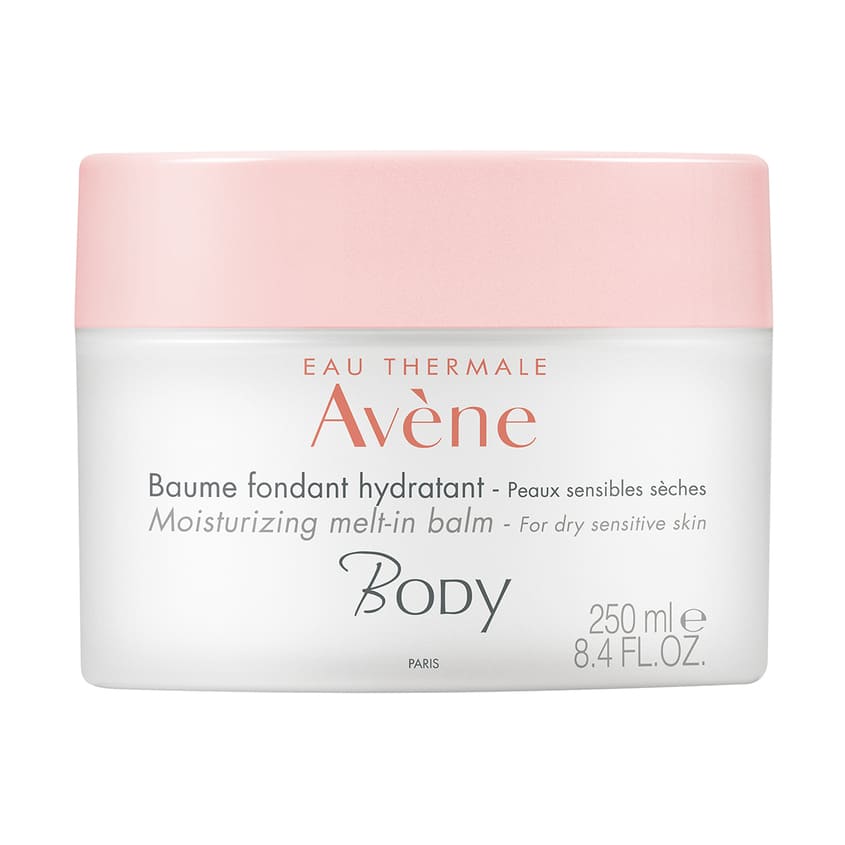 EAU THERMALE
Avène
Baume fondant hydratant - Peaux sensibles sèches
Moisturizing melt-in balm - For dry sensitive skin
BODY
250 ml ℮
8.4 FL.OZ.
PARIS